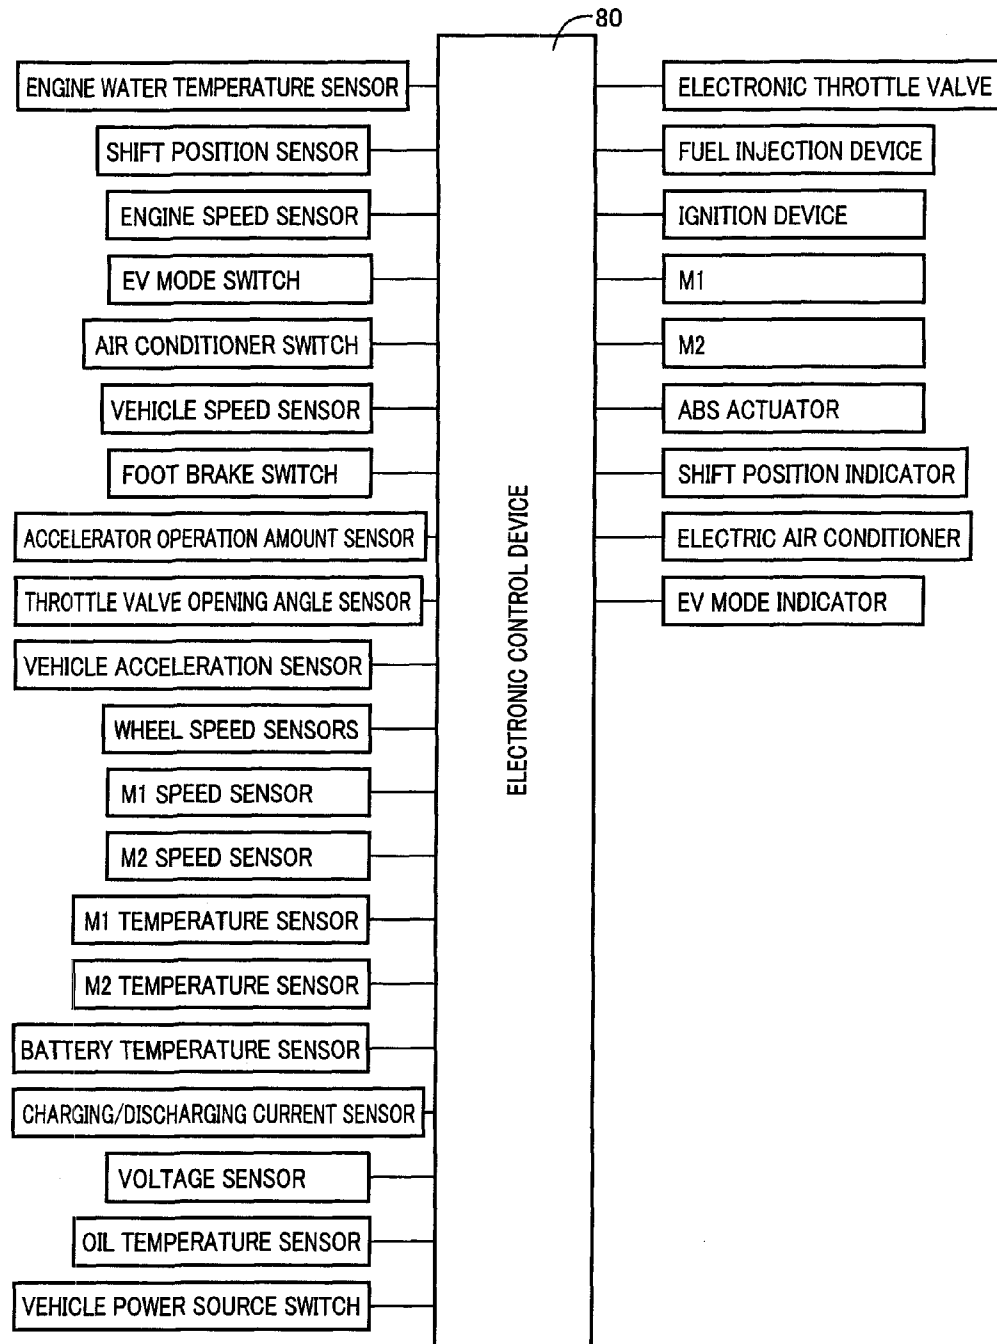 80
ENGINE WATER TEMPERATURE SENSOR
SHIFT POSITION SENSOR
ENGINE SPEED SENSOR
EV MODE SWITCH
AIR CONDITIONER SWITCH
VEHICLE SPEED SENSOR
FOOT BRAKE SWITCH
ACCELERATOR OPERATION AMOUNT SENSOR
THROTTLE VALVE OPENING ANGLE SENSOR
VEHICLE ACCELERATION SENSOR
WHEEL SPEED SENSORS
M1 SPEED SENSOR
M2 SPEED SENSOR
M1 TEMPERATURE SENSOR
M2 TEMPERATURE SENSOR
BATTERY TEMPERATURE SENSOR
CHARGING/DISCHARGING CURRENT SENSOR
VOLTAGE SENSOR
OIL TEMPERATURE SENSOR
VEHICLE POWER SOURCE SWITCH
ELECTRONIC CONTROL DEVICE
ELECTRONIC THROTTLE VALVE
FUEL INJECTION DEVICE
IGNITION DEVICE
M1
M2
ABS ACTUATOR
SHIFT POSITION INDICATOR
ELECTRIC AIR CONDITIONER
EV MODE INDICATOR